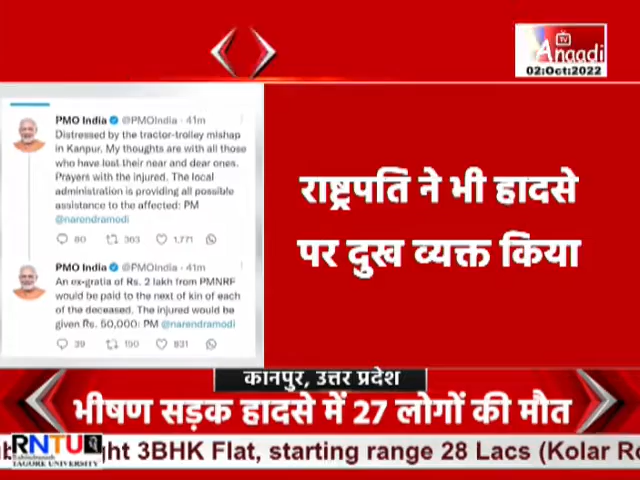 TV
Anaadi
02:Oct:2022
PMO India @PMOIndia · 41m
Distressed by the tractor-trolley mishap
in Kanpur. My thoughts are with all those
who have lost their near and dear ones.
Prayers with the injured. The local
administration is providing all possible
assistance to the affected: PM
@narendramodi
80 363 1,771
PMO India @PMOIndia · 41m
An ex-gratia of Rs. 2 lakh from PMNRF
would be paid to the next of kin of each
of the deceased. The injured would be
given Rs. 50,000: PM @narendramodi
39 190 831
राष्ट्रपति ने भी हादसे
पर दुख व्यक्त किया
कानपुर, उत्तर प्रदेश
भीषण सड़क हादसे में 27 लोगों की मौत
RNTU
TAGORE UNIVERSITY
ht 3BHK Flat, starting range 28 Lacs (Kolar Ro